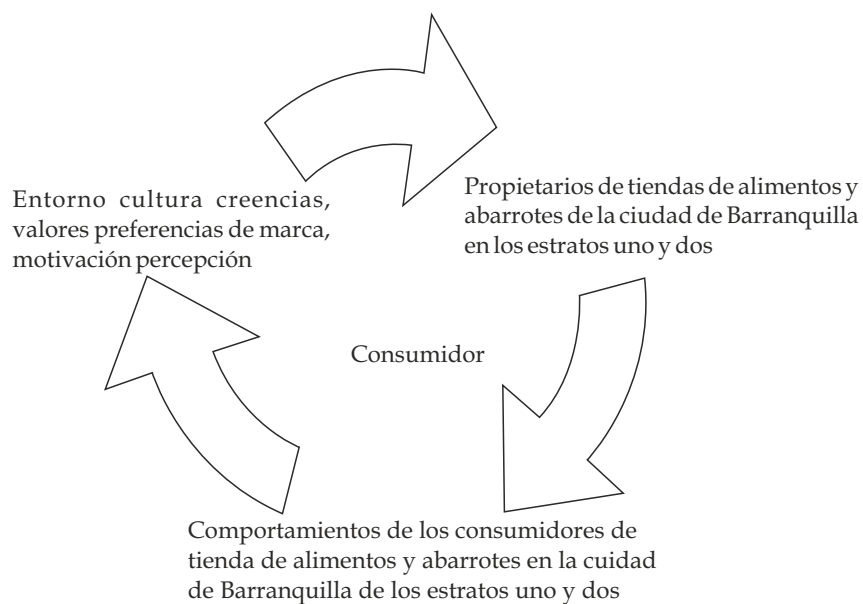 Entorno cultura creencias,
valores preferencias de marca,
motivación percepción
Propietarios de tiendas de alimentos y
abarrotes de la ciudad de Barranquilla
en los estratos uno y dos
Consumidor
Comportamientos de los consumidores de
tienda de alimentos y abarrotes en la cuidad
de Barranquilla de los estratos uno y dos